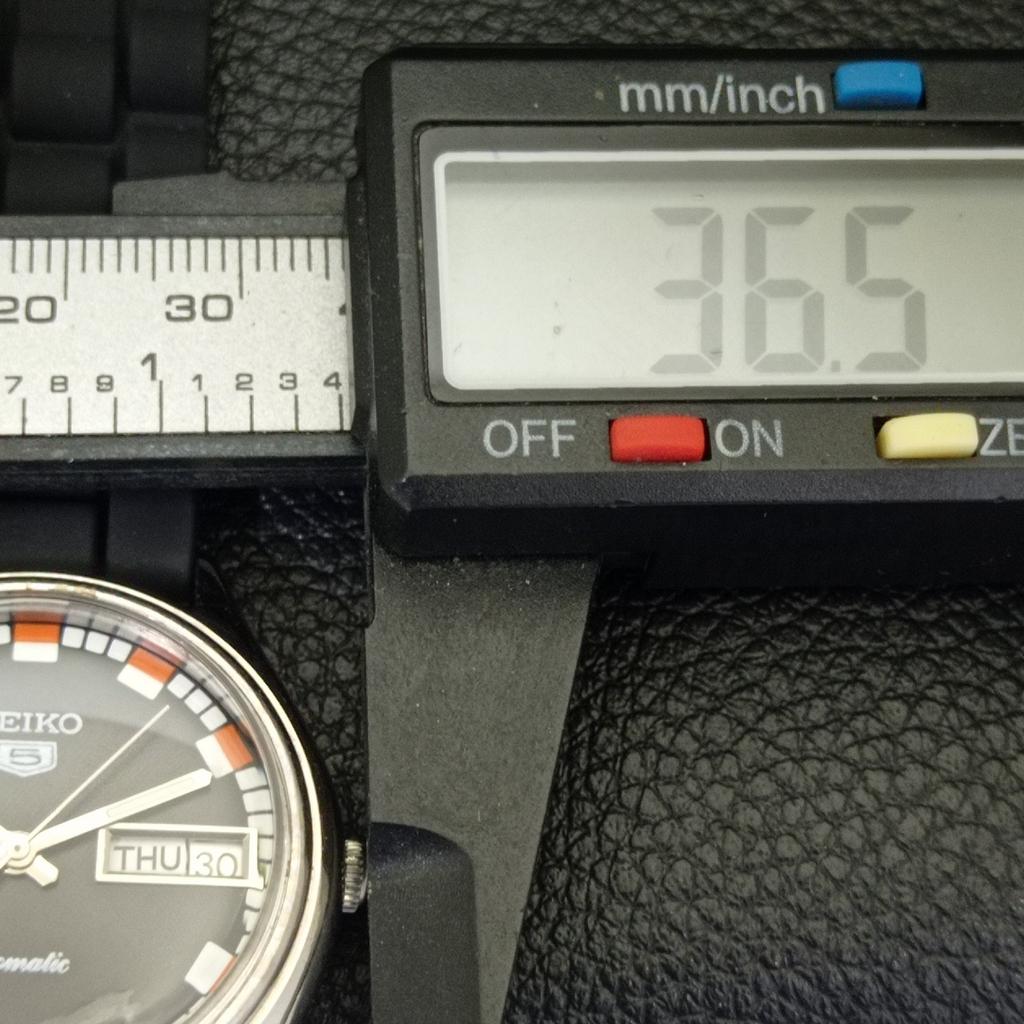 mm/inch
36.5
20 30
1
7 8 9 1 2 3 4
OFF ON ZE
EIKO
5
THU 30
omatic